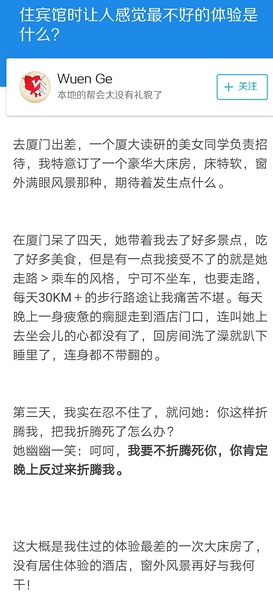 住宾馆时让人感觉最不好的体验是
什么?
Wuen Ge
本地的帮会太没有礼貌了
+ 关注
去厦门出差，一个厦大读研的美女同学负责招
待，我特意订了一个豪华大床房，床特软，窗
外满眼风景那种，期待着发生点什么。
在厦门呆了四天，她带着我去了好多景点，吃
了好多美食，但是有一点我接受不了的就是她
走路＞乘车的风格，宁可不坐车，也要走路，
每天30KM＋的步行路途让我痛苦不堪。每天
晚上一身疲惫的瘸腿走到酒店门口，连叫她上
去坐会儿的心都没有了，回房间洗了澡就趴下
睡里了，连身都不带翻的。
第三天，我实在忍不住了，就问她：你这样折
腾我，把我折腾死了怎么办？
她幽幽一笑：呵呵，我要不折腾死你，你肯定
晚上反过来折腾我。
这大概是我住过的体验最差的一次大床房了，
没有居住体验的酒店，窗外风景再好与我何
干！